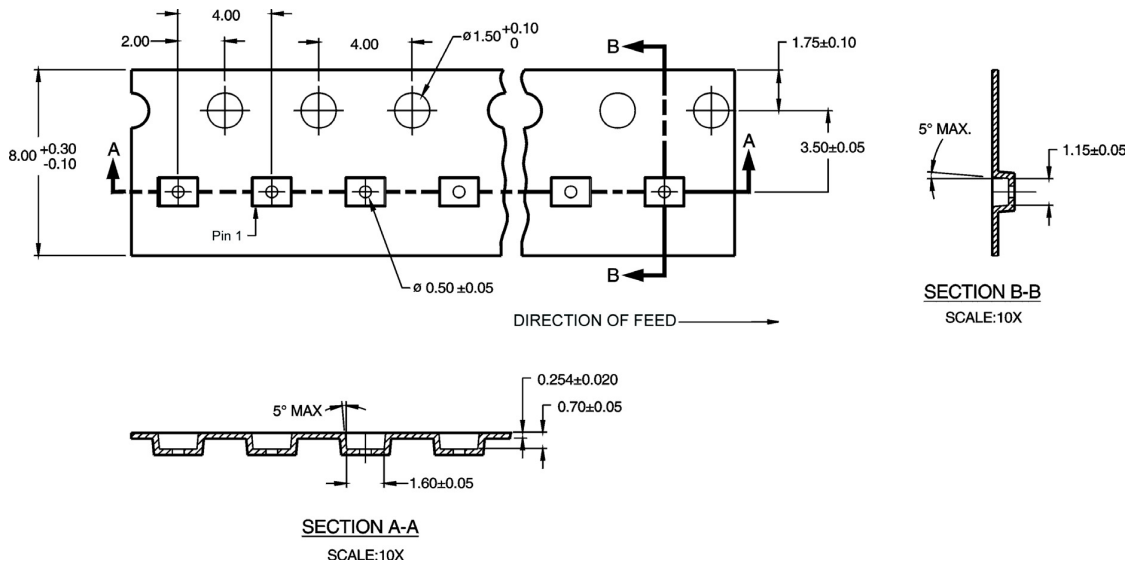 4.00
2.00
4.00
ø1.50 +0.10
0
B
1.75±0.10
8.00 +0.30
-0.10
A
A
3.50±0.05
5° MAX.
1.15±0.05
Pin 1
B
ø 0.50 ±0.05
SECTION B-B
SCALE:10X
DIRECTION OF FEED
0.254±0.020
5° MAX
0.70±0.05
1.60±0.05
SECTION A-A
SCALE:10X